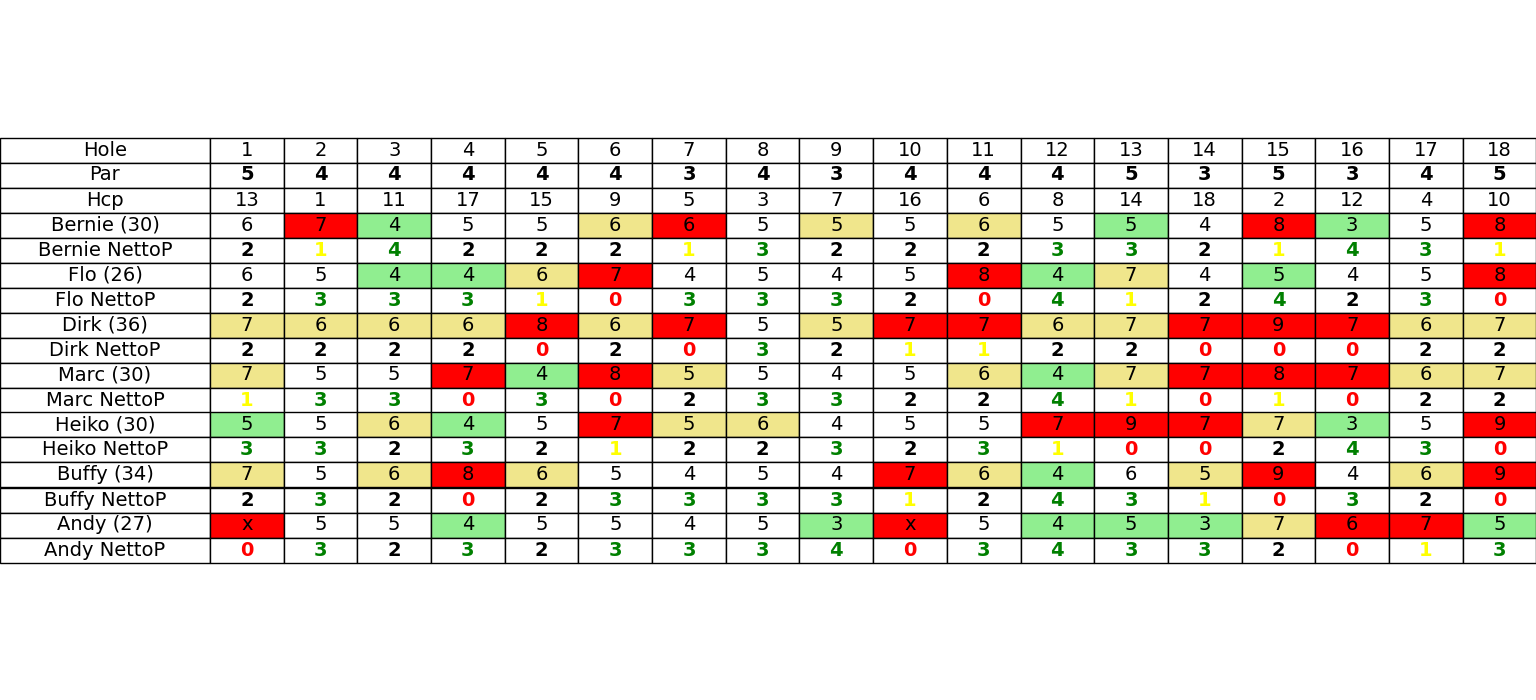 Hole 1 2 3 4 5 6 7 8 9 10 11 12 13 14 15 16 17 18
Par 5 4 4 4 4 4 3 4 3 4 4 4 5 3 5 3 4 5
Hcp 13 1 11 17 15 9 5 3 7 16 6 8 14 18 2 12 4 10
Bernie (30) 6 7 4 5 5 6 6 5 5 5 6 5 5 4 8 3 5 8
Bernie NettoP 2 1 4 2 2 2 1 3 2 2 2 3 3 2 1 4 3 1
Flo (26) 6 5 4 4 6 7 4 5 4 5 8 4 7 4 5 4 5 8
Flo NettoP 2 3 3 3 1 0 3 3 3 2 0 4 1 2 4 2 3 0
Dirk (36) 7 6 6 6 8 6 7 5 5 7 7 6 7 7 9 7 6 7
Dirk NettoP 2 2 2 2 0 2 0 3 2 1 1 2 2 0 0 0 2 2
Marc (30) 7 5 5 7 4 8 5 5 4 5 6 4 7 7 8 7 6 7
Marc NettoP 1 3 3 0 3 0 2 3 3 2 2 4 1 0 1 0 2 2
Heiko (30) 5 5 6 4 5 7 5 6 4 5 5 7 9 7 7 3 5 9
Heiko NettoP 3 3 2 3 2 1 2 2 3 2 3 1 0 0 2 4 3 0
Buffy (34) 7 5 6 8 6 5 4 5 4 7 6 4 6 5 9 4 6 9
Buffy NettoP 2 3 2 0 2 3 3 3 3 1 2 4 3 1 0 3 2 0
Andy (27) x 5 5 4 5 5 4 5 3 x 5 4 5 3 7 6 7 5
Andy NettoP 0 3 2 3 2 3 3 3 4 0 3 4 3 3 2 0 1 3